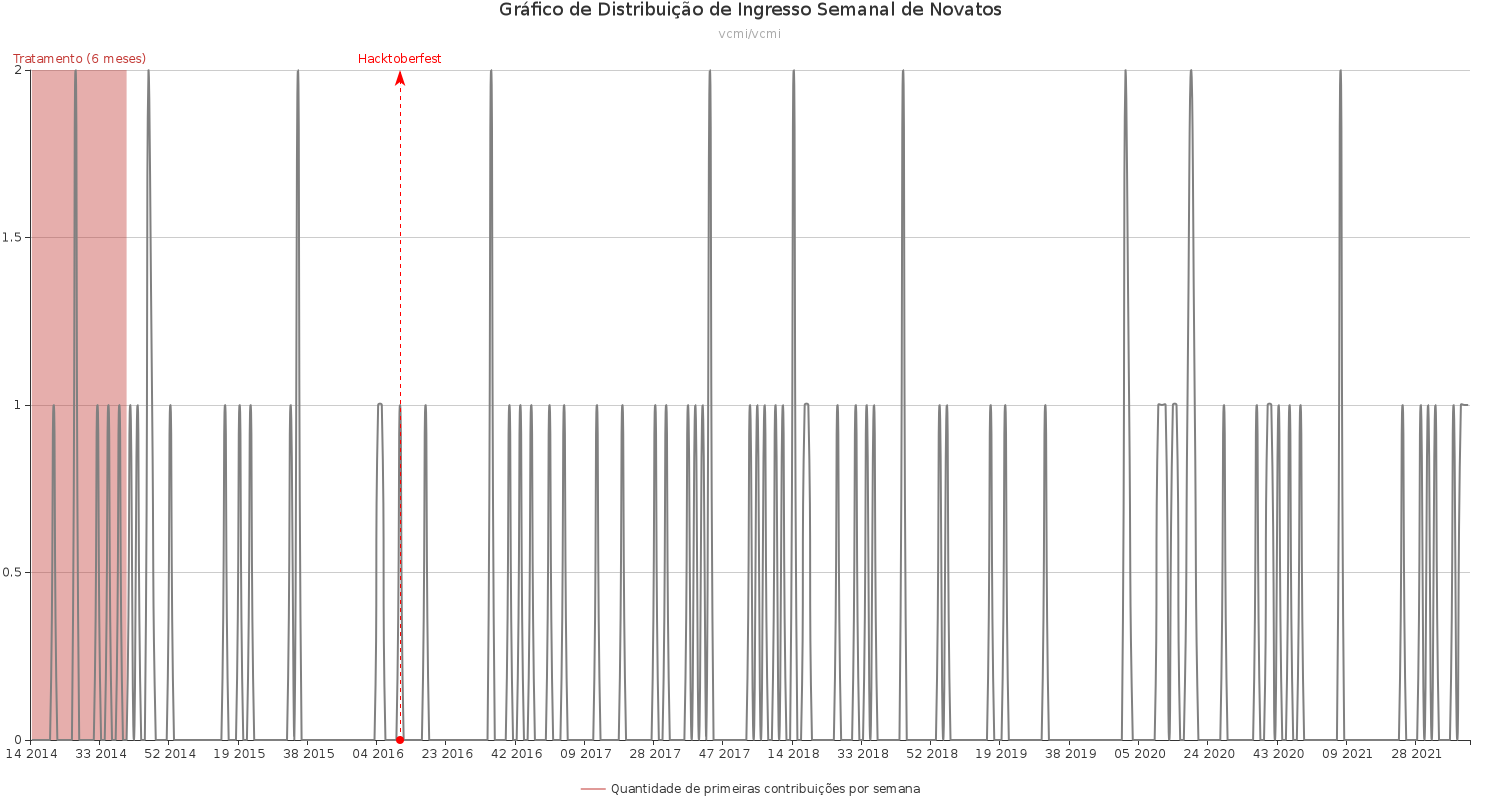 Gráfico de Distribuição de Ingresso Semanal de Novatos
vcmi/vcmi
Tratamento (6 meses)
Hacktoberfest
2
1.5
1
0.5
0
14 2014 33 2014 52 2014 19 2015 38 2015 04 2016 23 2016 42 2016 09 2017 28 2017 47 2017 14 2018 33 2018 52 2018 19 2019 38 2019 05 2020 24 2020 43 2020 09 2021 28 2021
Quantidade de primeiras contribuições por semana